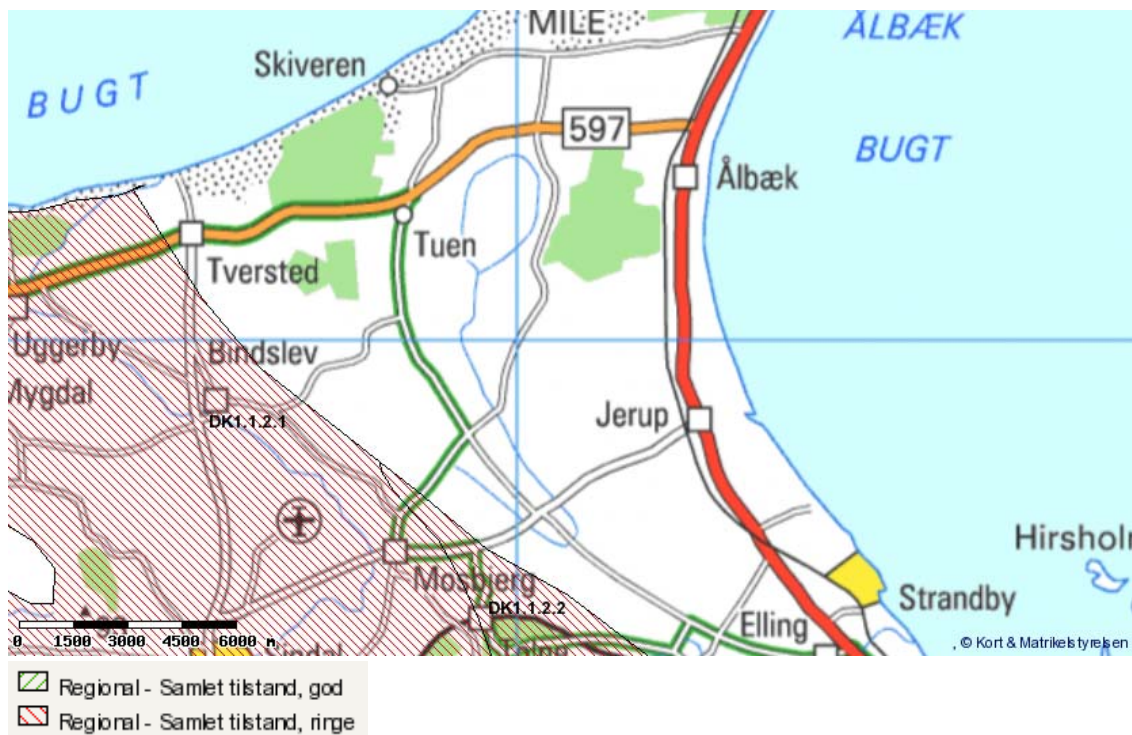 MILE
ÅLBÆK
Skiveren
BUGT
597
BUGT
Ålbæk
Tuen
Tversted
Uggerby
Bindslev
Mygdal
DK1.1.2.1
Jerup
Hirsholm
Mosbjerg
DK1.1.2.2
Strandby
Elling
0 1500 3000 4500 6000 m
, © Kort & Matrikelstyrelsen
Regional - Samlet tilstand, god
Regional - Samlet tilstand, ringe